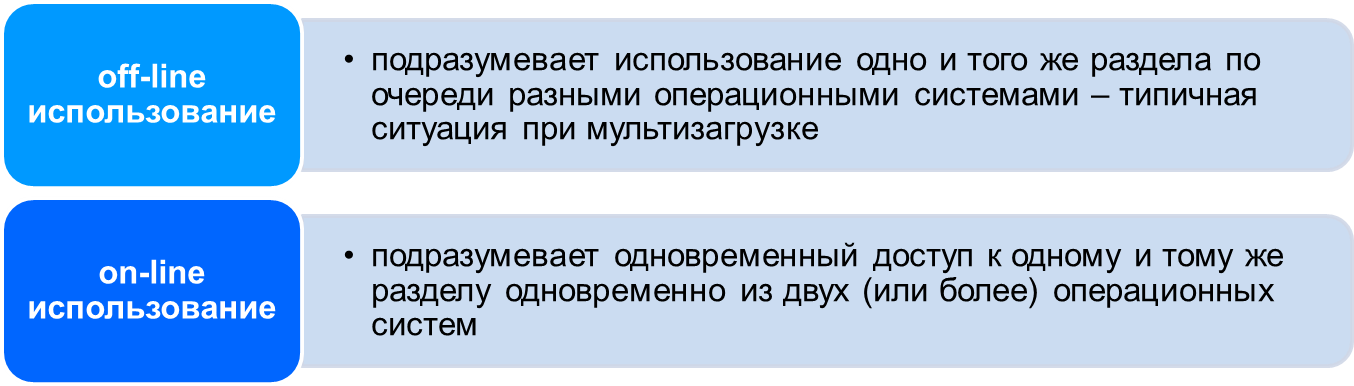 off-line
использование
• подразумевает использование одно и того же раздела по
очереди разными операционными системами – типичная
ситуация при мультизагрузке
on-line
использование
• подразумевает одновременный доступ к одному и тому же
разделу одновременно из двух (или более) операционных
систем